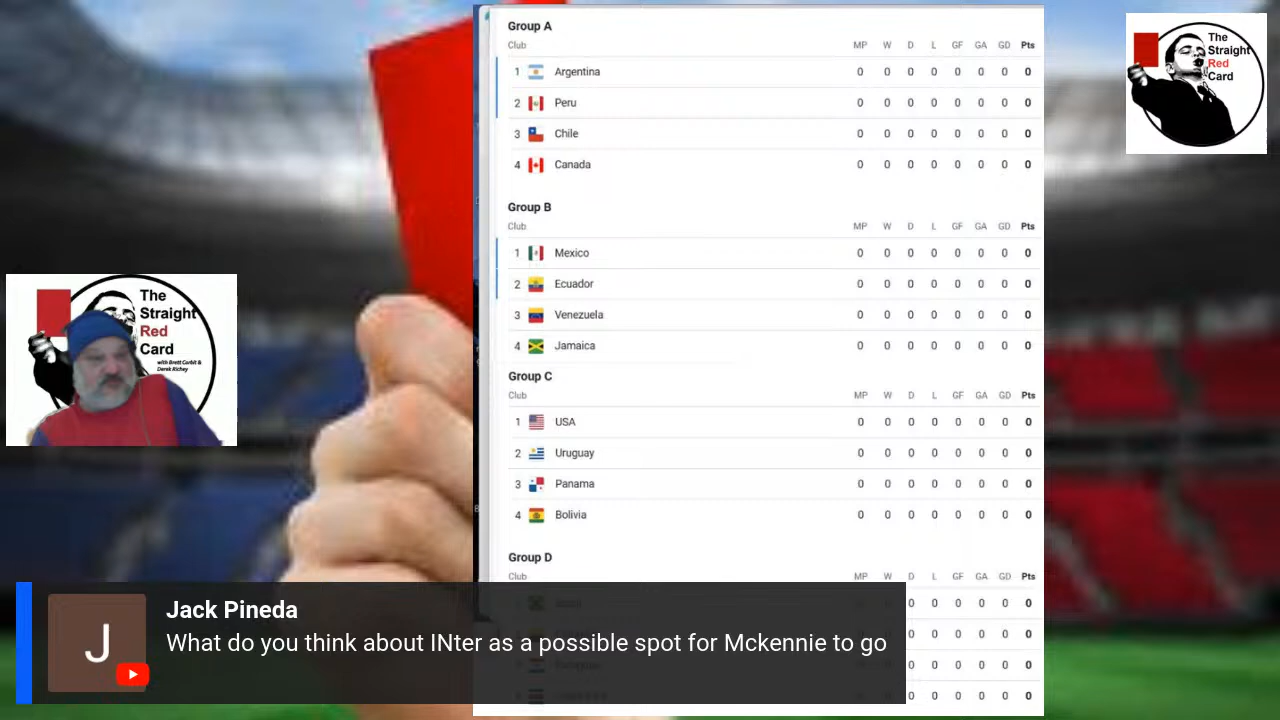 Group A
Club MP W D L GF GA GD Pts
1 Argentina 0 0 0 0 0 0 0 0
2 Peru 0 0 0 0 0 0 0 0
3 Chile 0 0 0 0 0 0 0 0
4 Canada 0 0 0 0 0 0 0 0
Group B
Club MP W D L GF GA GD Pts
1 Mexico 0 0 0 0 0 0 0 0
2 Ecuador 0 0 0 0 0 0 0 0
3 Venezuela 0 0 0 0 0 0 0 0
4 Jamaica 0 0 0 0 0 0 0 0
Group C
Club MP W D L GF GA GD Pts
1 USA 0 0 0 0 0 0 0 0
2 Uruguay 0 0 0 0 0 0 0 0
3 Panama 0 0 0 0 0 0 0 0
4 Bolivia 0 0 0 0 0 0 0 0
Group D
Club MP W D L GF GA GD Pts
0 0 0 0
0 0 0 0
0 0 0 0
0 0 0 0
The
Straight
Red
Card
The
Straight
Red
Card
with Brett Corbit &
Derek Richey
J
Jack Pineda
What do you think about INter as a possible spot for Mckennie to go